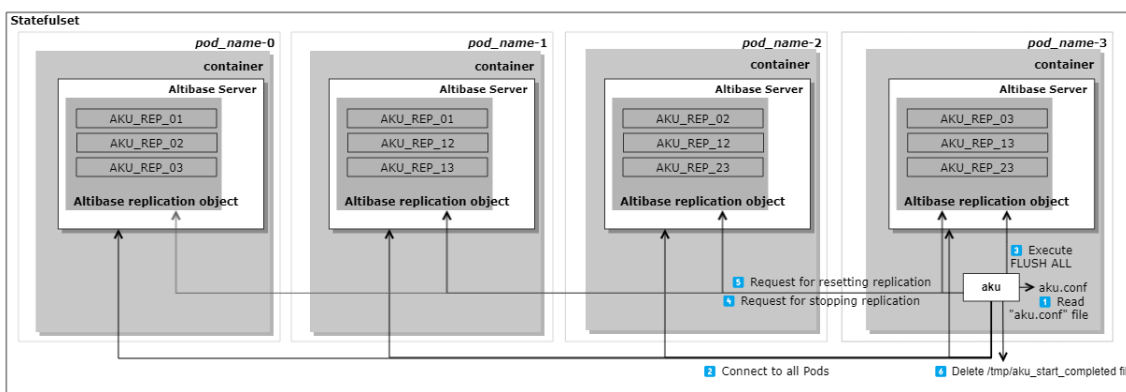 Statefulset
pod_name-0
container
Altibase Server
AKU_REP_01
AKU_REP_02
AKU_REP_03
Altibase replication object
pod_name-1
container
Altibase Server
AKU_REP_01
AKU_REP_12
AKU_REP_13
Altibase replication object
pod_name-2
container
Altibase Server
AKU_REP_02
AKU_REP_12
AKU_REP_23
Altibase replication object
pod_name-3
container
Altibase Server
AKU_REP_03
AKU_REP_13
AKU_REP_23
Altibase replication object
3 Execute
FLUSH ALL
5 Request for resetting replication
4 Request for stopping replication
aku
aku.conf
1 Read
"aku.conf" file
2 Connect to all Pods
6 Delete /tmp/aku_start_completed fil